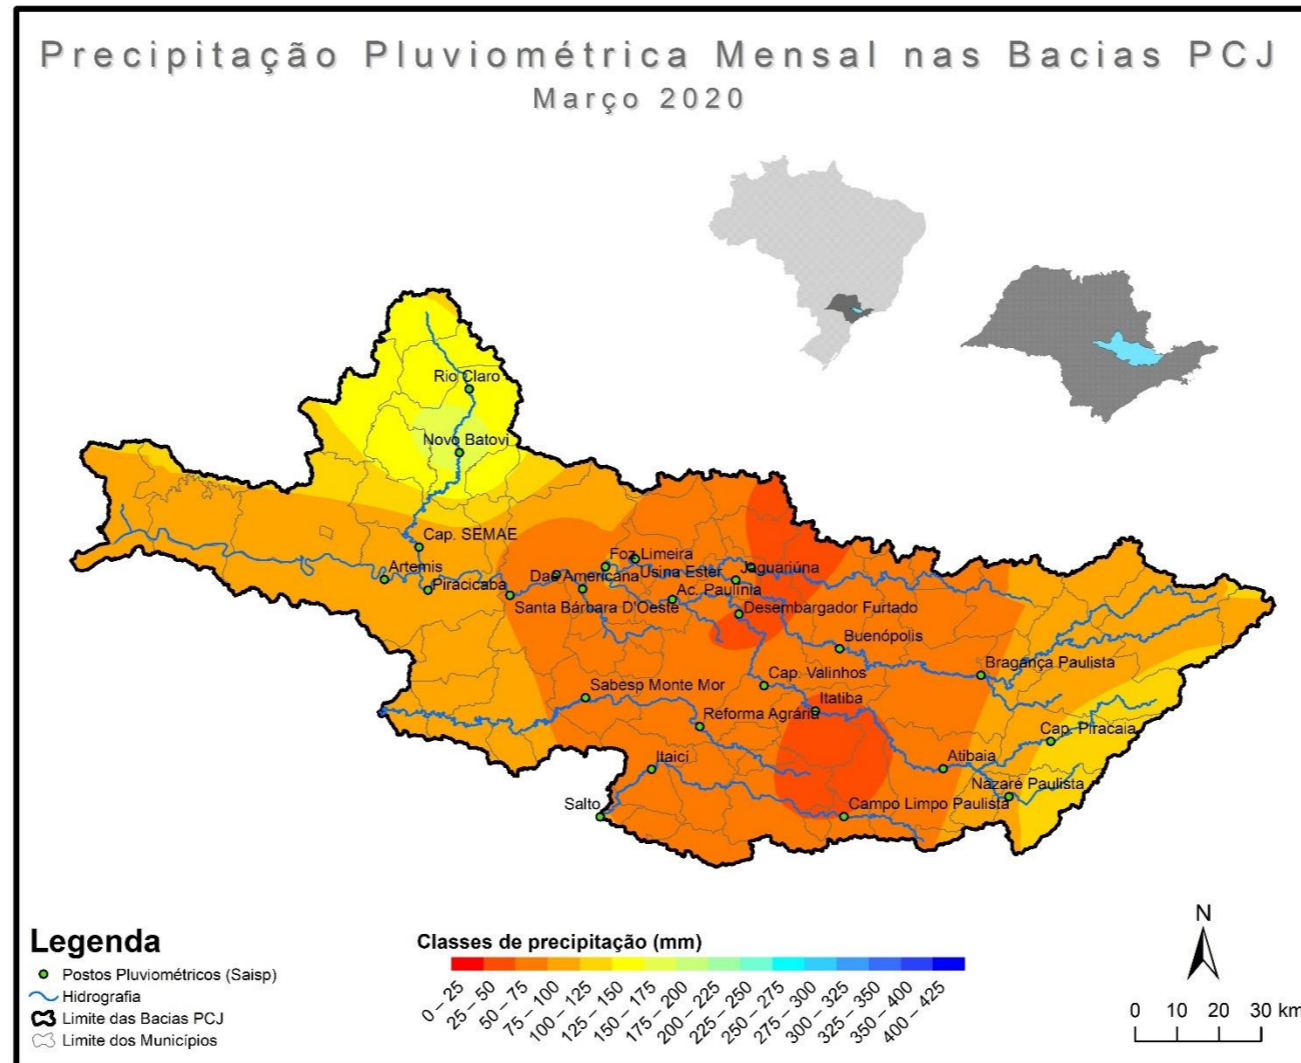 Precipitação Pluviométrica Mensal nas Bacias PCJ
Março 2020
Rio Claro
Novo Batovi
Cap. SEMAE
Artemis
Piracicaba
Foz Limeira
Usina Ester
Jaguariúna
Dae Americana
Ac. Paulínia
Santa Bárbara D'Oeste
Desembargador Furtado
Buenópolis
Bragança Paulista
Cap. Valinhos
Sabesp Monte Mor
Itatiba
Reforma Agrária
Cap. Piracaia
Itaici
Atibaia
Nazaré Paulista
Salto
Campo Limpo Paulista
N
Legenda
Postos Pluviométricos (Saisp)
Hidrografia
Limite das Bacias PCJ
Limite dos Municípios
Classes de precipitação (mm)
0 – 25
25 – 50
50 – 75
75 – 100
100 – 125
125 – 150
150 – 175
175 – 200
200 – 225
225 – 250
250 – 275
275 – 300
300 – 325
325 – 350
350 – 400
400 – 425
0 10 20 30 km